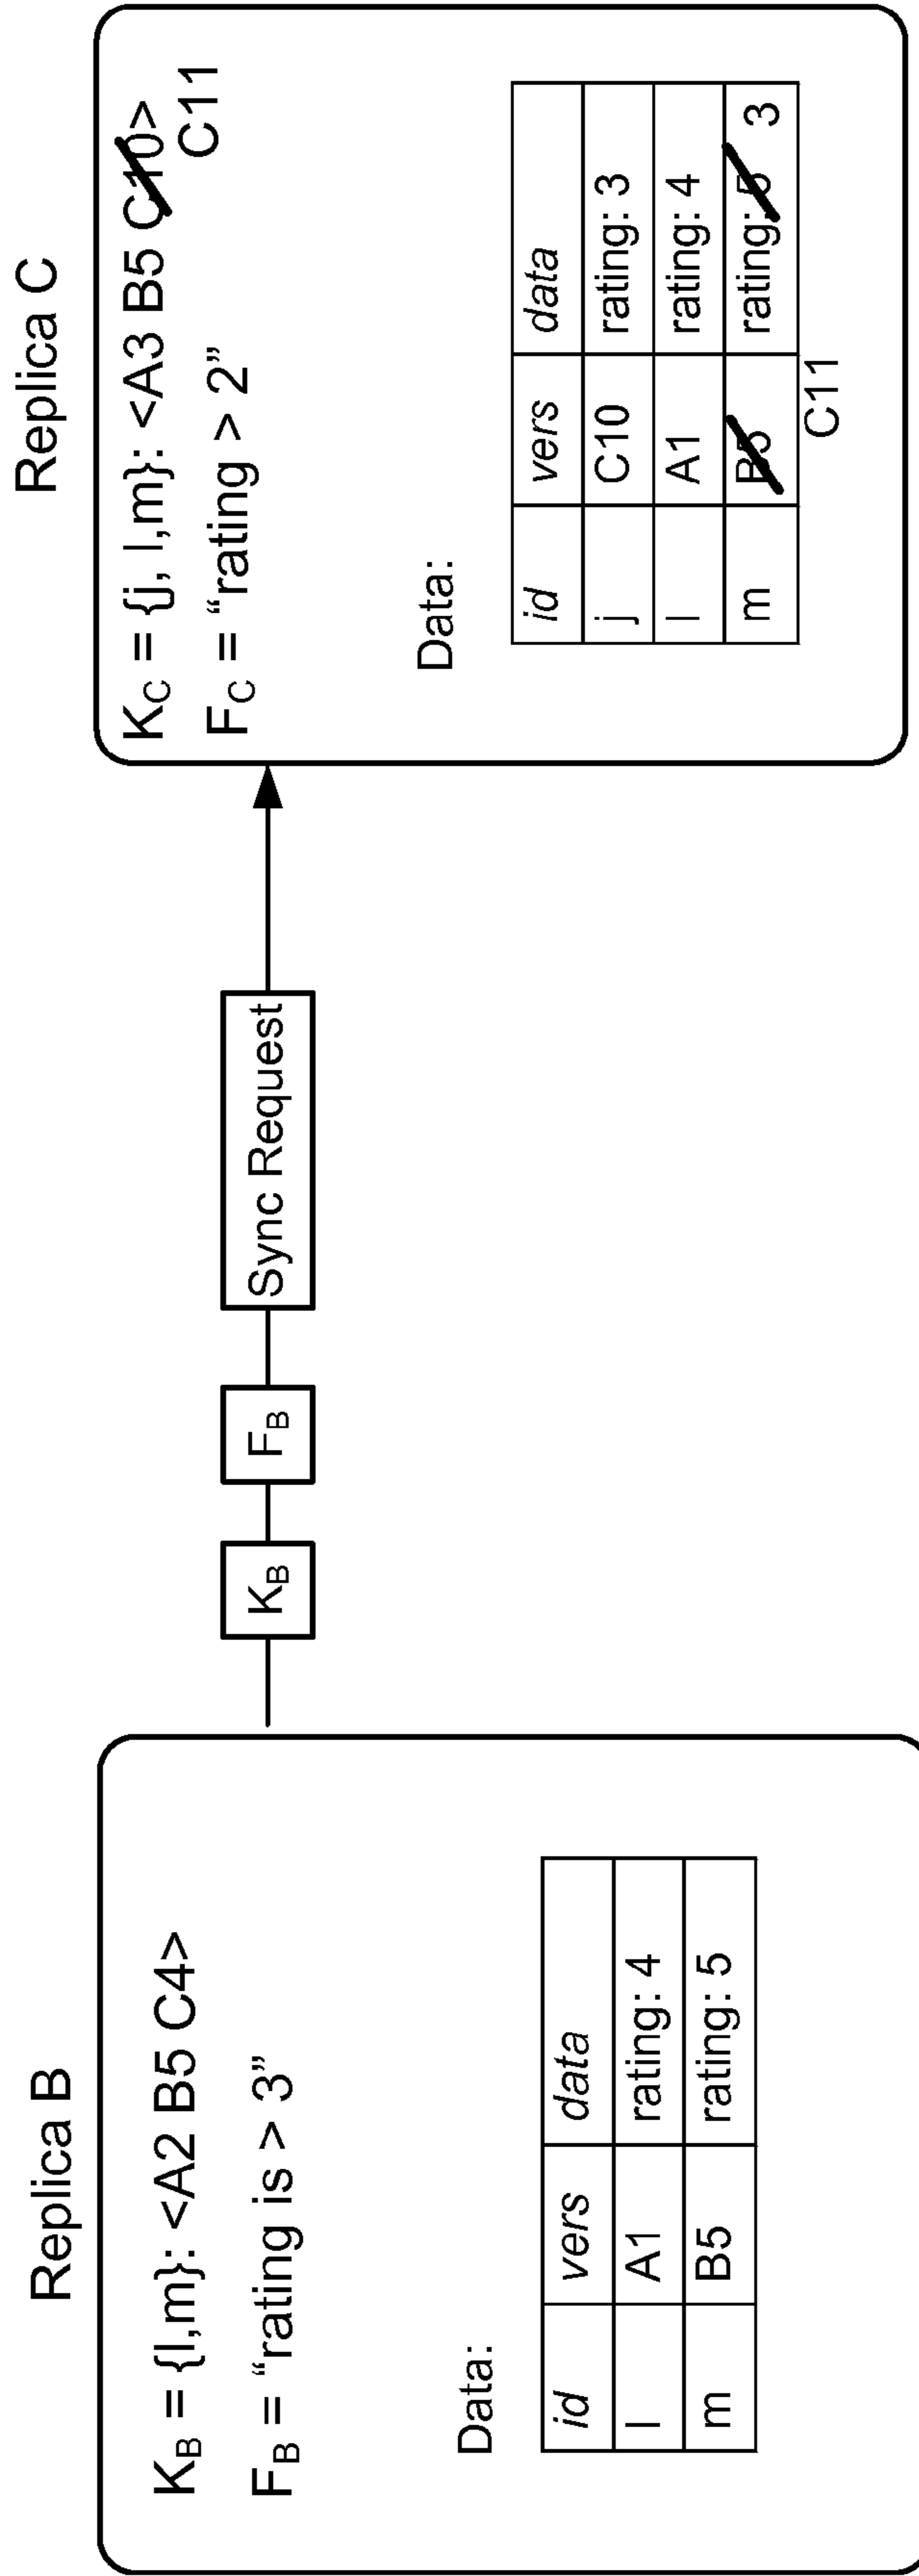 Replica B
K_B = {l,m}: <A2 B5 C4>
F_B = “rating is > 3”
Data:
id vers data
l A1 rating: 4
m B5 rating: 5
K_B
F_B
Sync Request
Replica C
K_C = {j, l,m}: <A3 B5 C10>
C11
F_C = “rating > 2”
Data:
id vers data
j C10 rating: 3
l A1 rating: 4
m B5 rating: 5 3
C11